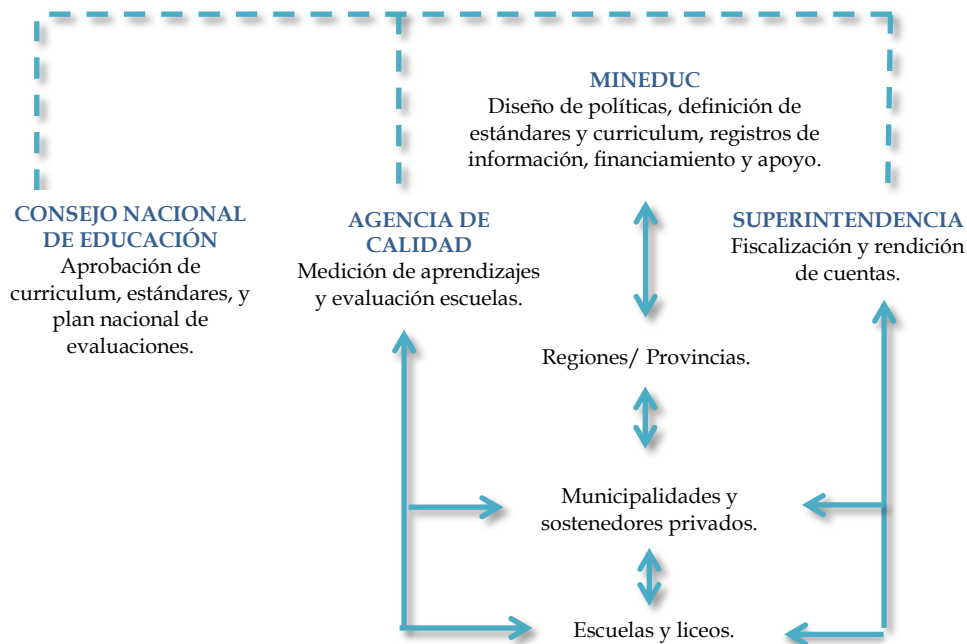 MINEDUC
Diseño de políticas, definición de
estándares y curriculum, registros de
información, financiamiento y apoyo.
CONSEJO NACIONAL
DE EDUCACIÓN
Aprobación de
curriculum, estándares, y
plan nacional de
evaluaciones.
AGENCIA DE
CALIDAD
Medición de aprendizajes
y evaluación escuelas.
SUPERINTENDENCIA
Fiscalización y rendición
de cuentas.
Regiones/ Provincias.
Municipalidades y
sostenedores privados.
Escuelas y liceos.